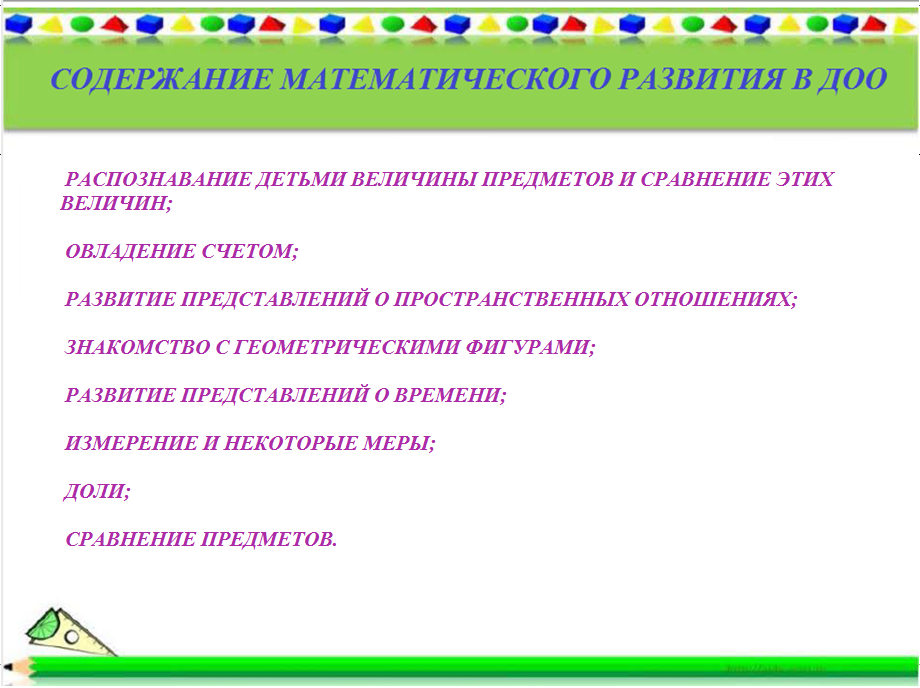 СОДЕРЖАНИЕ МАТЕМАТИЧЕСКОГО РАЗВИТИЯ В ДОО
РАСПОЗНАВАНИЕ ДЕТЬМИ ВЕЛИЧИНЫ ПРЕДМЕТОВ И СРАВНЕНИЕ ЭТИХ
ВЕЛИЧИН;
ОВЛАДЕНИЕ СЧЕТОМ;
РАЗВИТИЕ ПРЕДСТАВЛЕНИЙ О ПРОСТРАНСТВЕННЫХ ОТНОШЕНИЯХ;
ЗНАКОМСТВО С ГЕОМЕТРИЧЕСКИМИ ФИГУРАМИ;
РАЗВИТИЕ ПРЕДСТАВЛЕНИЙ О ВРЕМЕНИ;
ИЗМЕРЕНИЕ И НЕКОТОРЫЕ МЕРЫ;
ДОЛИ;
СРАВНЕНИЕ ПРЕДМЕТОВ.